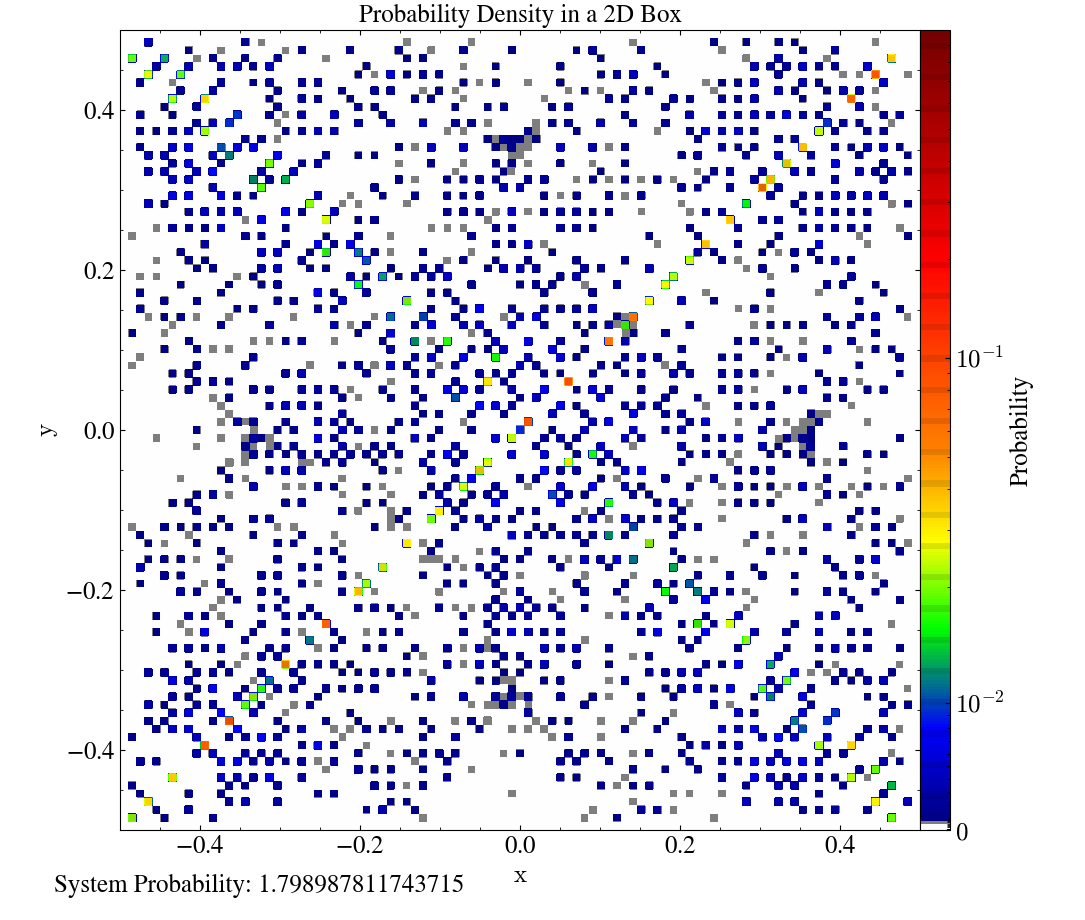 Probability Density in a 2D Box
0.4
0.2
0.0
−0.2
−0.4
y
−0.4 −0.2 0.0 0.2 0.4
x
10⁻¹
10⁻²
0
Probability
System Probability: 1.798987811743715